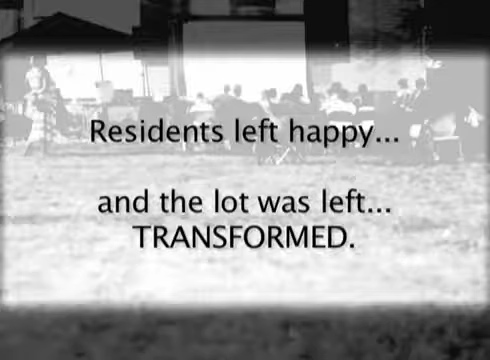 Residents left happy...
and the lot was left...
TRANSFORMED.